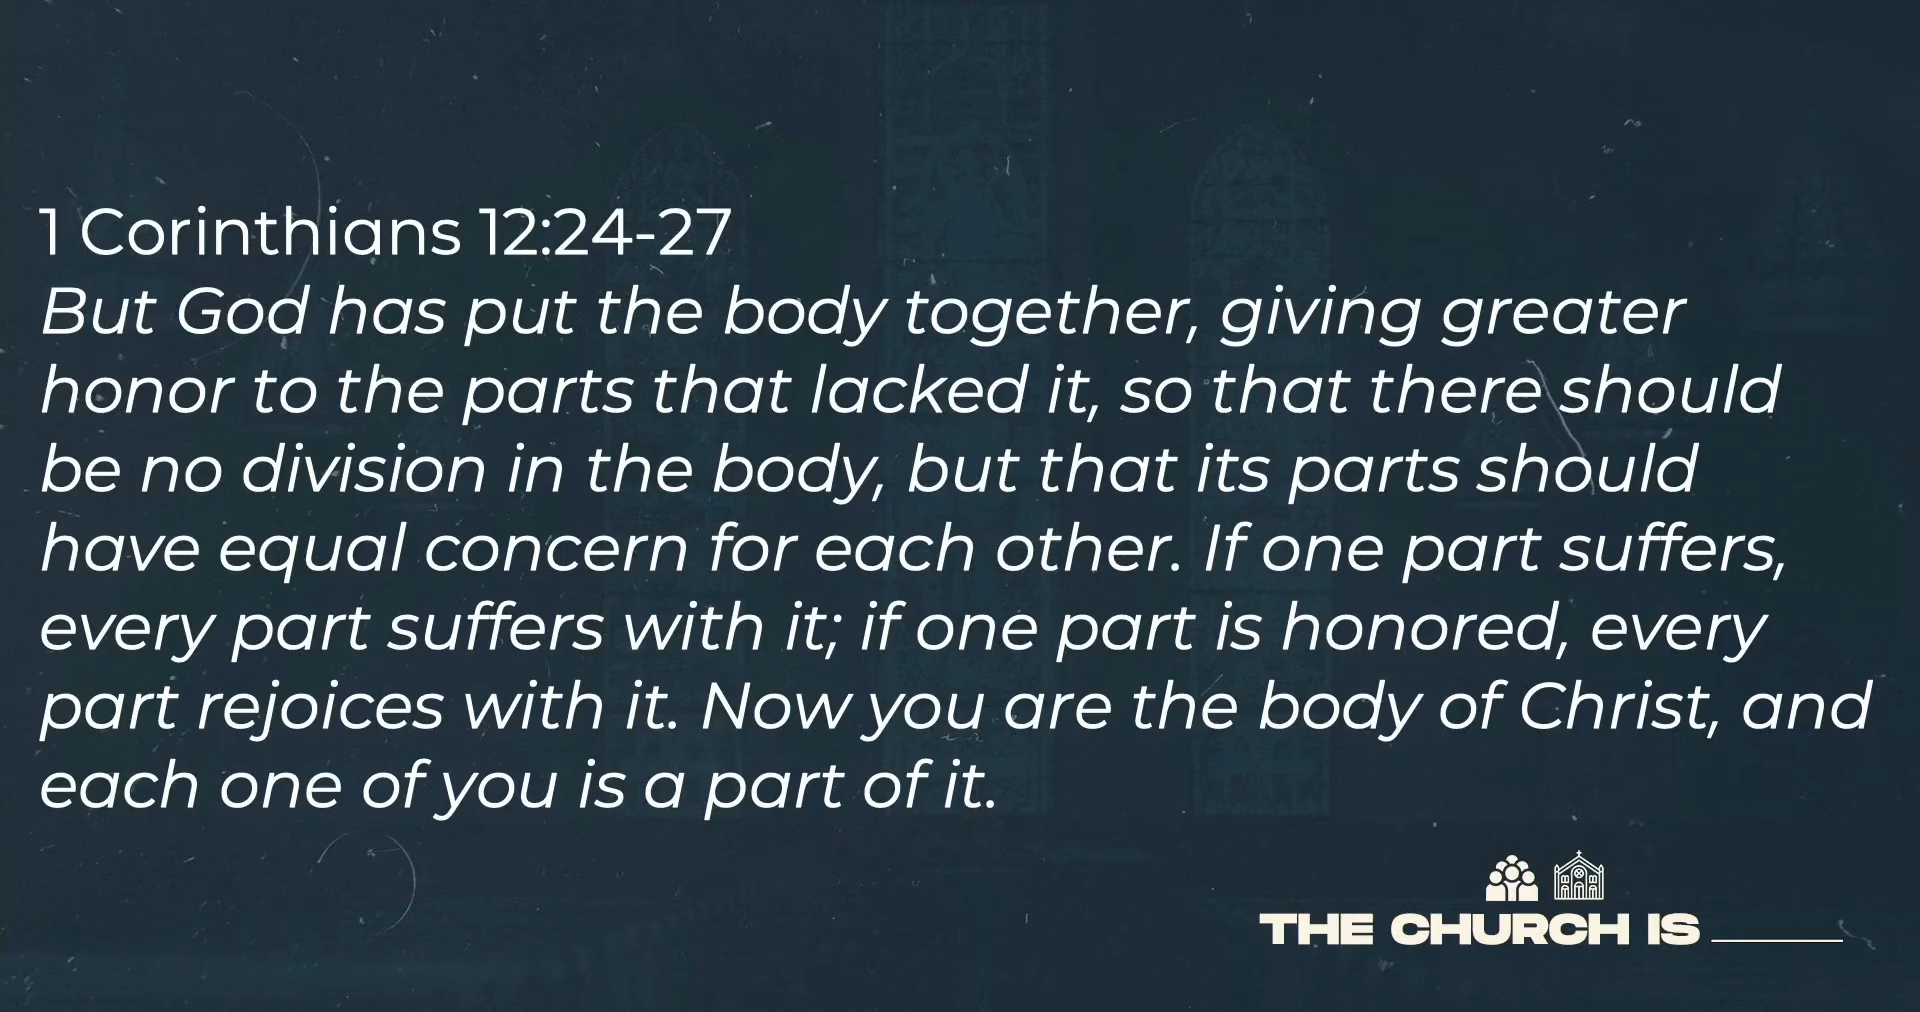 1 Corinthians 12:24-27
But God has put the body together, giving greater
honor to the parts that lacked it, so that there should
be no division in the body, but that its parts should
have equal concern for each other. If one part suffers,
every part suffers with it; if one part is honored, every
part rejoices with it. Now you are the body of Christ, and
each one of you is a part of it.
THE CHURCH IS ______